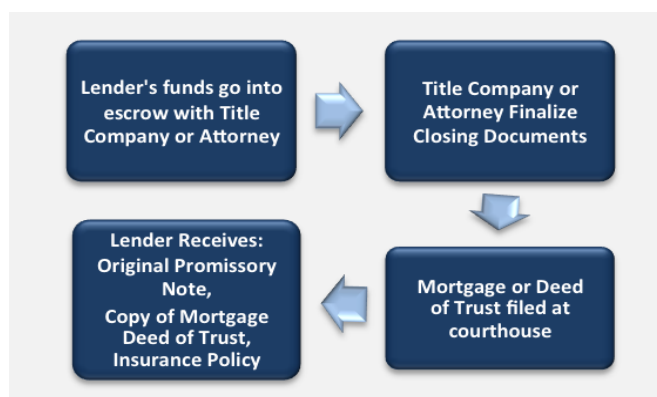 Lender's funds go into
escrow with Title
Company or Attorney
Title Company or
Attorney Finalize
Closing Documents
Mortgage or Deed
of Trust filed at
courthouse
Lender Receives:
Original Promissory
Note,
Copy of Mortgage
Deed of Trust,
Insurance Policy